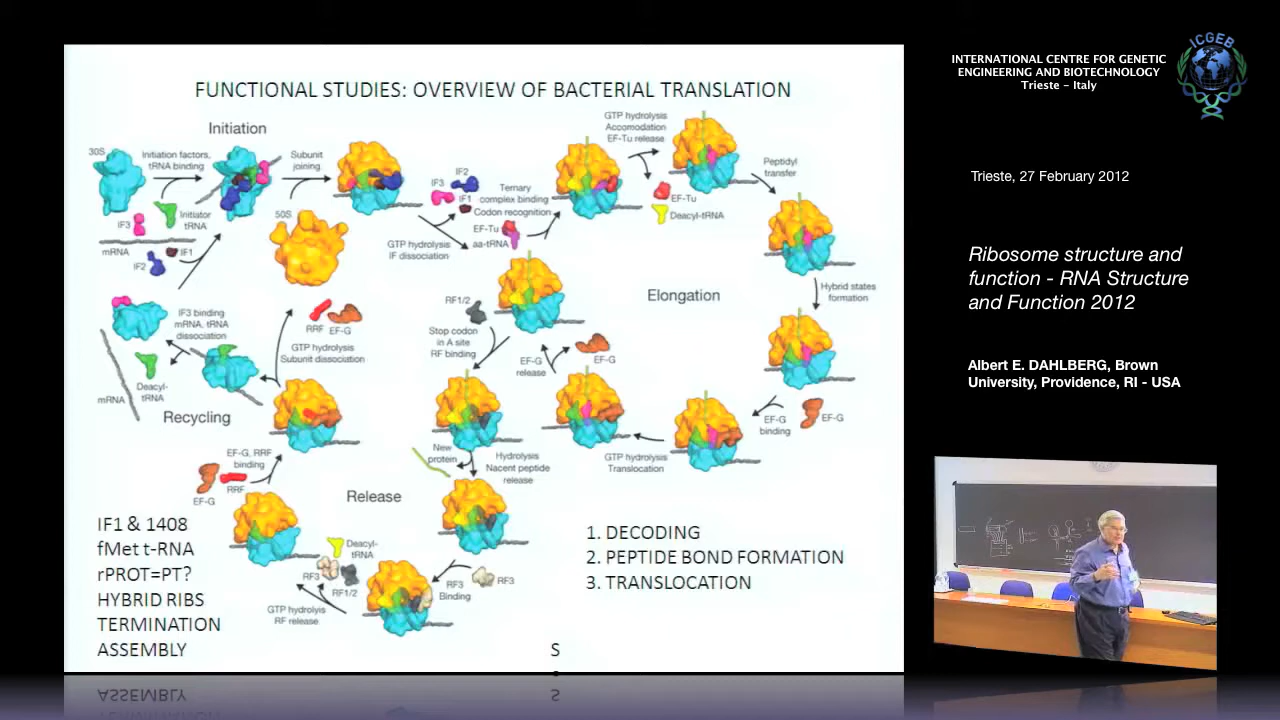 FUNCTIONAL STUDIES: OVERVIEW OF BACTERIAL TRANSLATION
Initiation
30S
Initiation factors,
tRNA binding
Subunit
joining
IF3
Initiator
tRNA
mRNA
IF2
IF1
50S
IF3
IF2
IF1
GTP hydrolysis
IF dissociation
Ternary
complex binding
Codon recognition
EF-Tu
aa-tRNA
GTP hydrolysis
Accomodation
EF-Tu release
EF-Tu
Deacyl-tRNA
Peptidyl
transfer
Hybrid states
formation
Elongation
EF-G
binding
EF-G
GTP hydrolysis
Translocation
EF-G
release
EF-G
RF1/2
Stop codon
in A site
RF binding
New
protein
Hydrolysis
Nacent peptide
release
Release
RF3
Binding
RF3
Deacyl-
tRNA
RF3
RF1/2
GTP hydrolyis
RF release
EF-G, RRF
binding
EF-G
RRF
Recycling
RRF
EF-G
GTP hydrolysis
Subunit dissociation
IF3 binding
mRNA, tRNA
dissociation
Deacyl-
tRNA
mRNA
IF1 & 1408
fMet t-RNA
rPROT=PT?
HYBRID RIBS
TERMINATION
ASSEMBLY
1. DECODING
2. PEPTIDE BOND FORMATION
3. TRANSLOCATION
S
INTERNATIONAL CENTRE FOR GENETIC
ENGINEERING AND BIOTECHNOLOGY
Trieste - Italy
ICGEB
Trieste, 27 February 2012
Ribosome structure and
function - RNA Structure
and Function 2012
Albert E. DAHLBERG, Brown
University, Providence, RI - USA